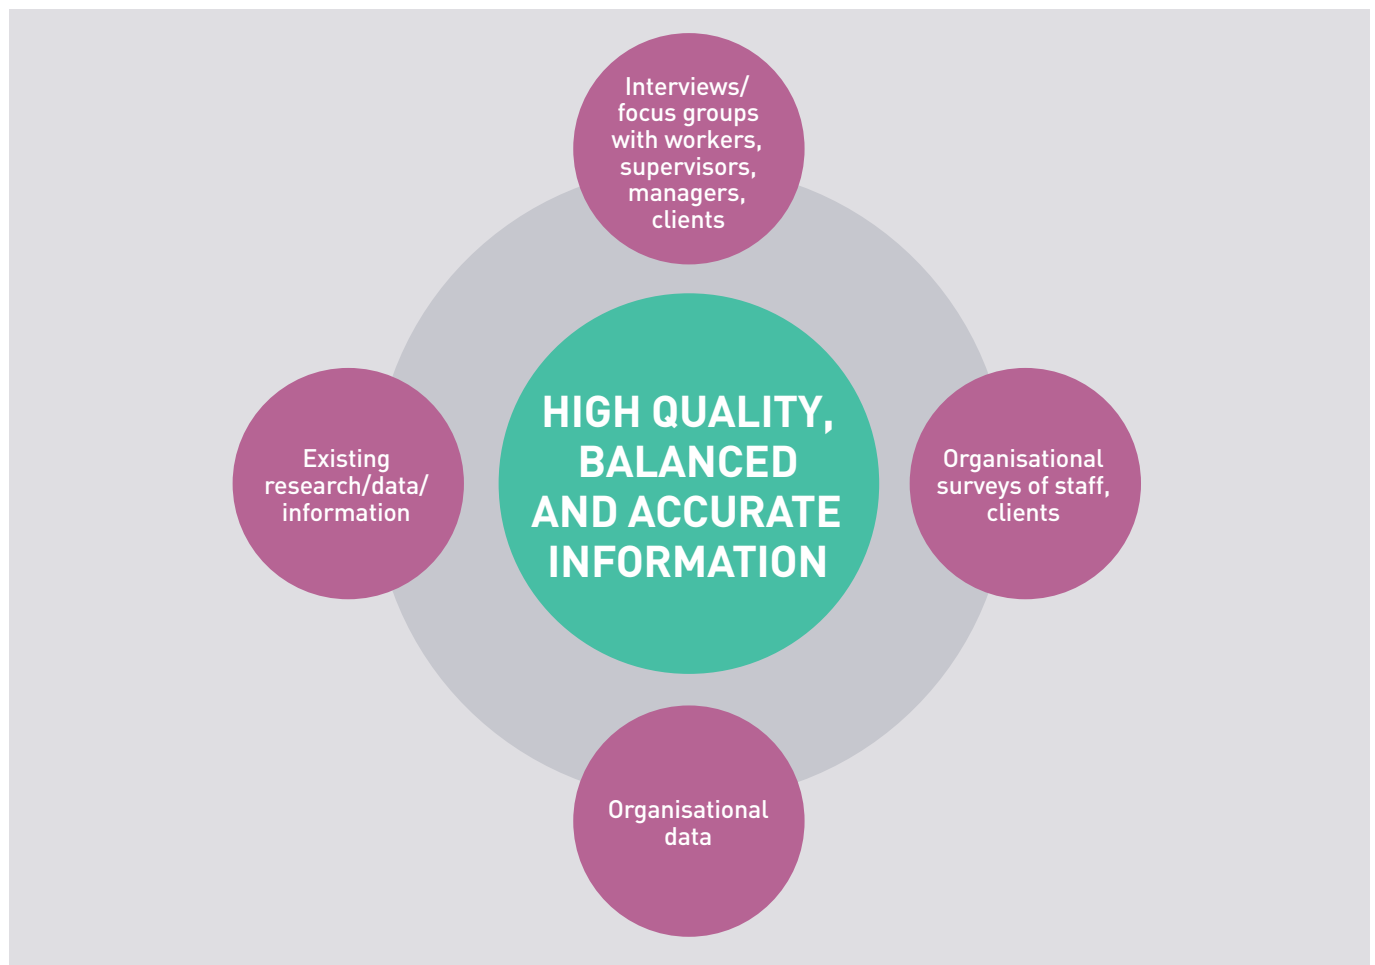 Interviews/
focus groups
with workers,
supervisors,
managers,
clients
HIGH QUALITY,
BALANCED
AND ACCURATE
INFORMATION
Existing
research/data/
information
Organisational
surveys of staff,
clients
Organisational
data